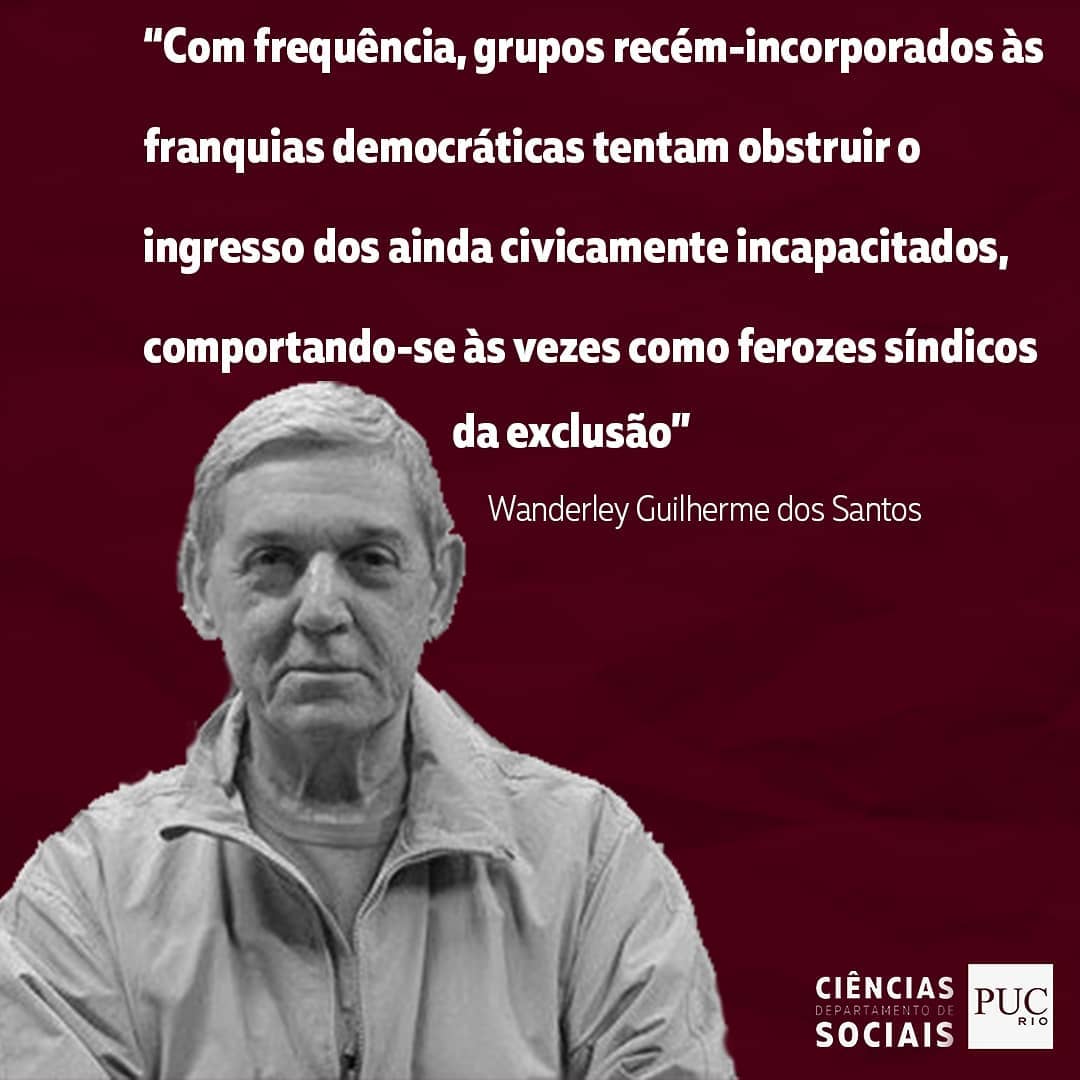 “Com frequência, grupos recém-incorporados às
franquias democráticas tentam obstruir o
ingresso dos ainda civicamente incapacitados,
comportando-se às vezes como ferozes síndicos
da exclusão”
Wanderley Guilherme dos Santos
CIÊNCIAS
DEPARTAMENTO DE
SOCIAIS
PUC
RIO